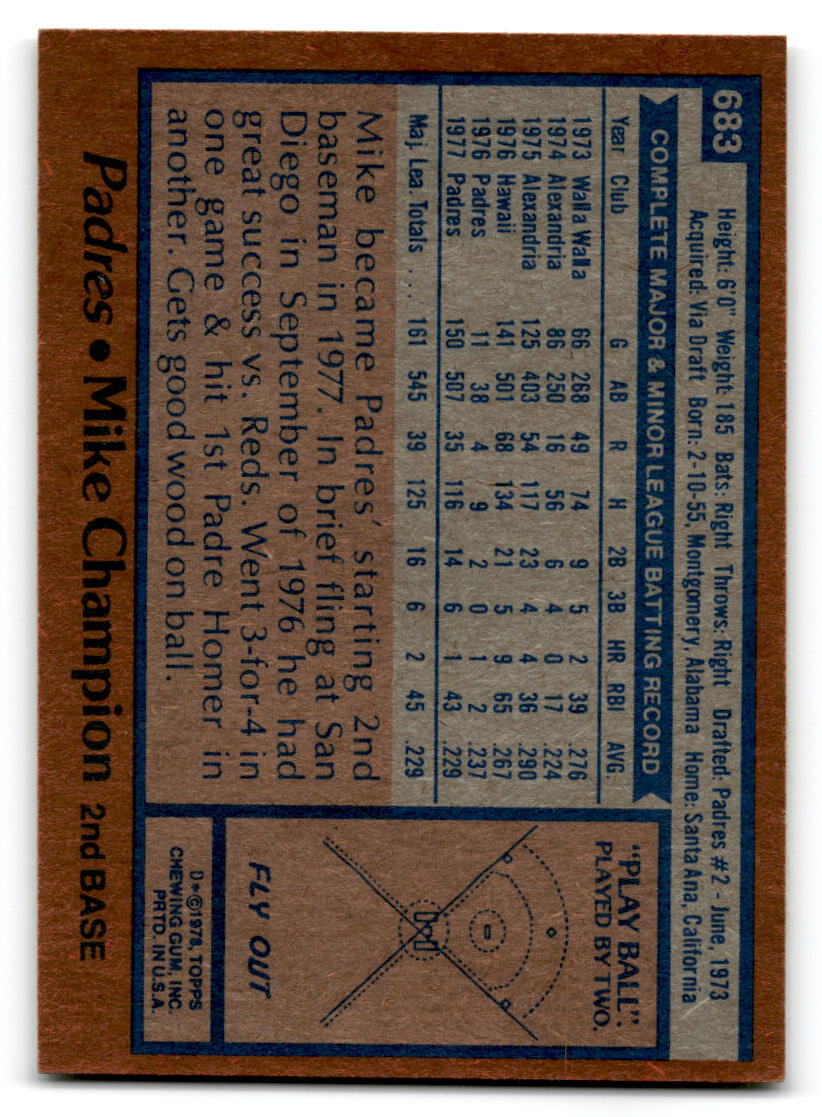 683
Height: 6'0" Weight: 185 Bats: Right Throws: Right Drafted: Padres #2 - June, 1973
Acquired: Via Draft Born: 2-10-55, Montgomery, Alabama Home: Santa Ana, California
COMPLETE MAJOR & MINOR LEAGUE BATTING RECORD
Year Club G AB R H 2B 3B HR RBI AVG.
1973 Walla Walla 66 268 49 74 9 5 2 39 .276
1974 Alexandria 86 250 16 56 6 4 0 17 .224
1975 Alexandria 125 403 54 117 23 4 4 36 .290
1976 Hawaii 141 501 68 134 21 5 9 65 .267
1976 Padres 11 38 4 9 2 0 1 2 .237
1977 Padres 150 507 35 116 14 6 1 43 .229
Maj. Lea. Totals ... 161 545 39 125 16 6 2 45 .229
Mike became Padres' starting 2nd
baseman in 1977. In brief fling at San
Diego in September of 1976 he had
great success vs. Reds. Went 3-for-4 in
one game & hit 1st Padre Homer in
another. Gets good wood on ball.
"PLAY BALL":
PLAYED BY TWO.
FLY OUT
D*©1978, TOPPS
CHEWING GUM, INC.
PRTD. IN U.S.A.
Padres • Mike Champion 2nd BASE